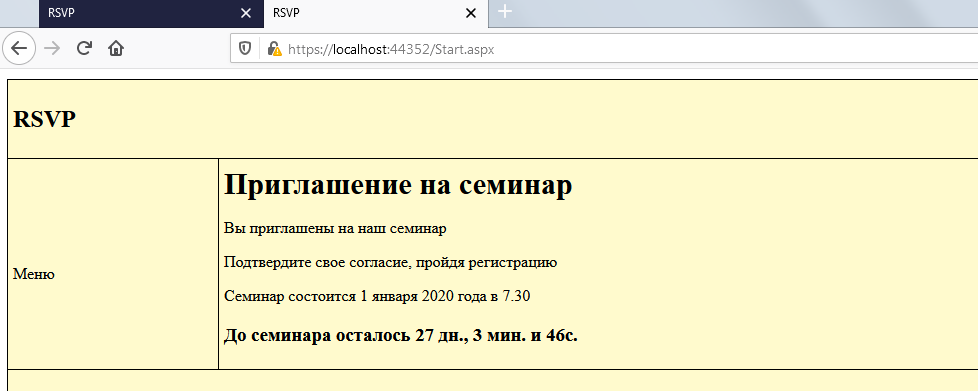 RSVP
RSVP
https://localhost:44352/Start.aspx
RSVP
Приглашение на семинар
Вы приглашены на наш семинар
Подтвердите свое согласие, пройдя регистрацию
Меню
Семинар состоится 1 января 2020 года в 7.30
До семинара осталось 27 дн., 3 мин. и 46с.